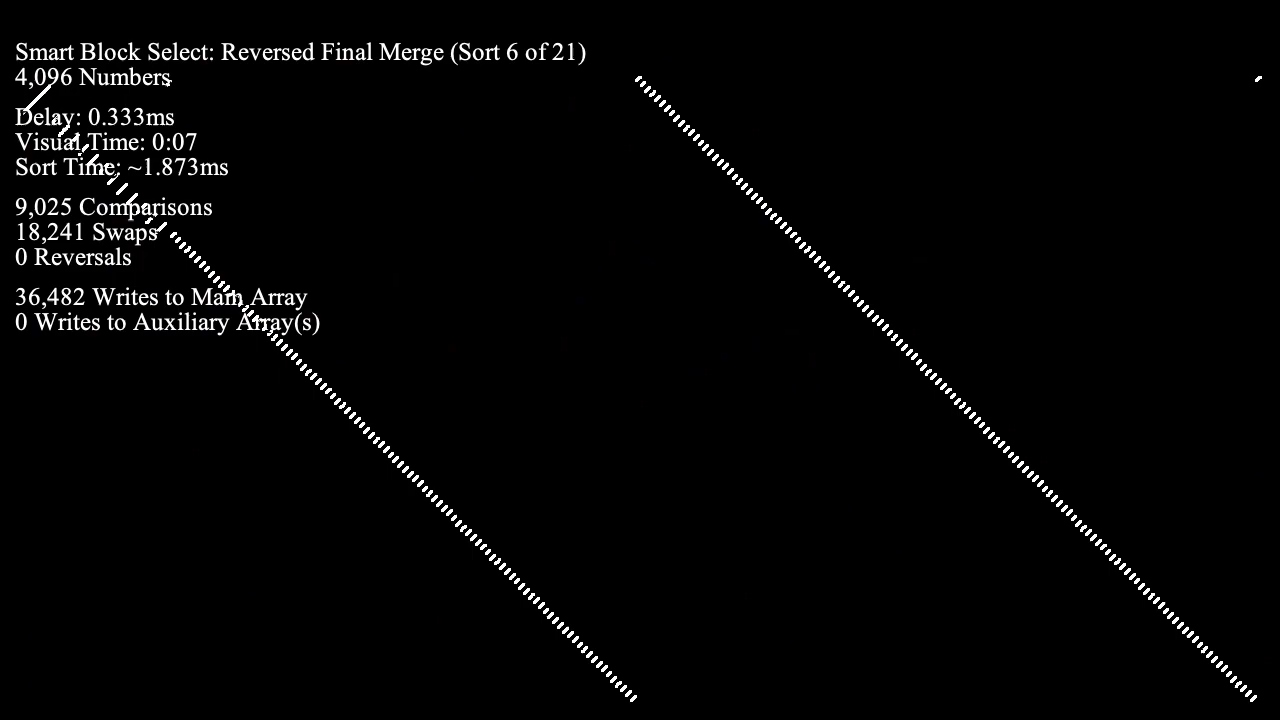 Smart Block Select: Reversed Final Merge (Sort 6 of 21)
4,096 Numbers
Delay: 0.333ms
Visual Time: 0:07
Sort Time: ~1.873ms
9,025 Comparisons
18,241 Swaps
0 Reversals
36,482 Writes to Main Array
0 Writes to Auxiliary Array(s)